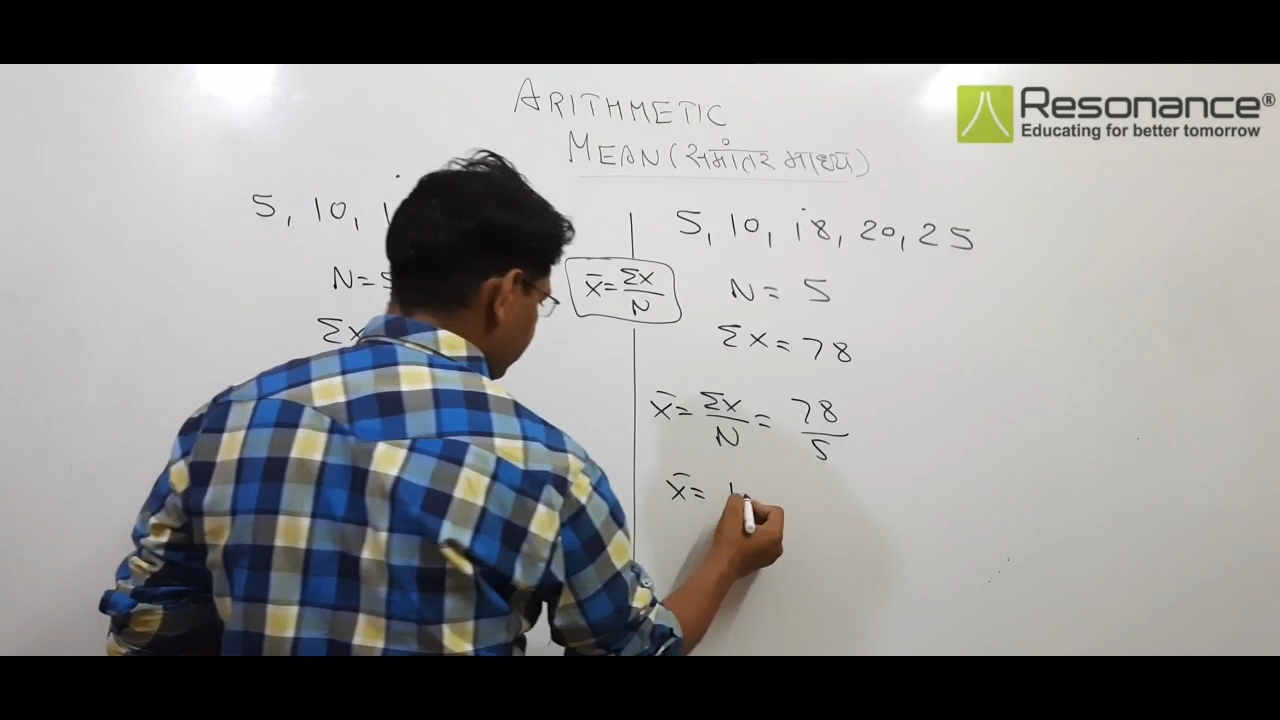 Resonance®
Educating for better tomorrow
ARITHMETIC
MEAN (समांतर माध्य)
5, 10,
N=
Σx
x̄ = Σx/N
5, 10, 18, 20, 25
N = 5
Σx = 78
x̄ = Σx/N = 78/5
x̄ =